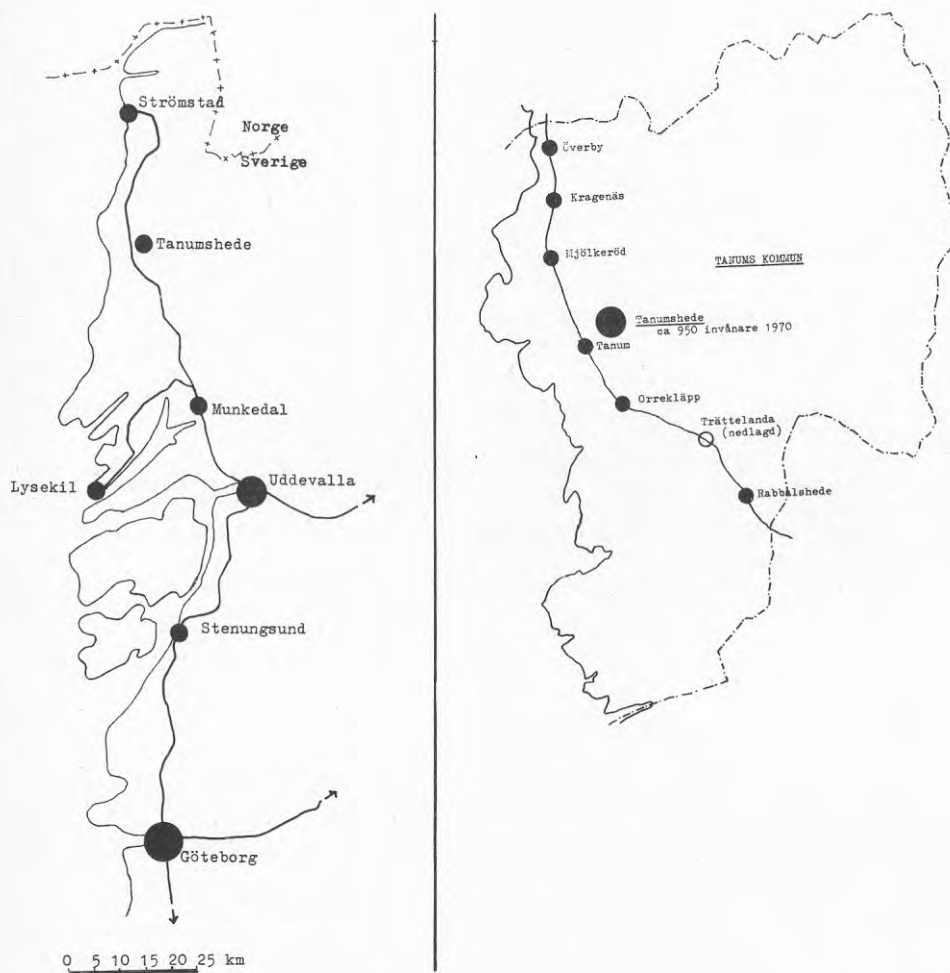 Strömstad
Norge
Sverige
Tanumshede
Munkedal
Lysekil
Uddevalla
Stenungsund
Göteborg
0 5 10 15 20 25 km
Överby
Kragenäs
Mjölkeröd
TANUMS KOMMUN
Tanumshede
ca 950 invånare 1970
Tanum
Orrekläpp
Trättelanda
(nedlagd)
Rabbalshede